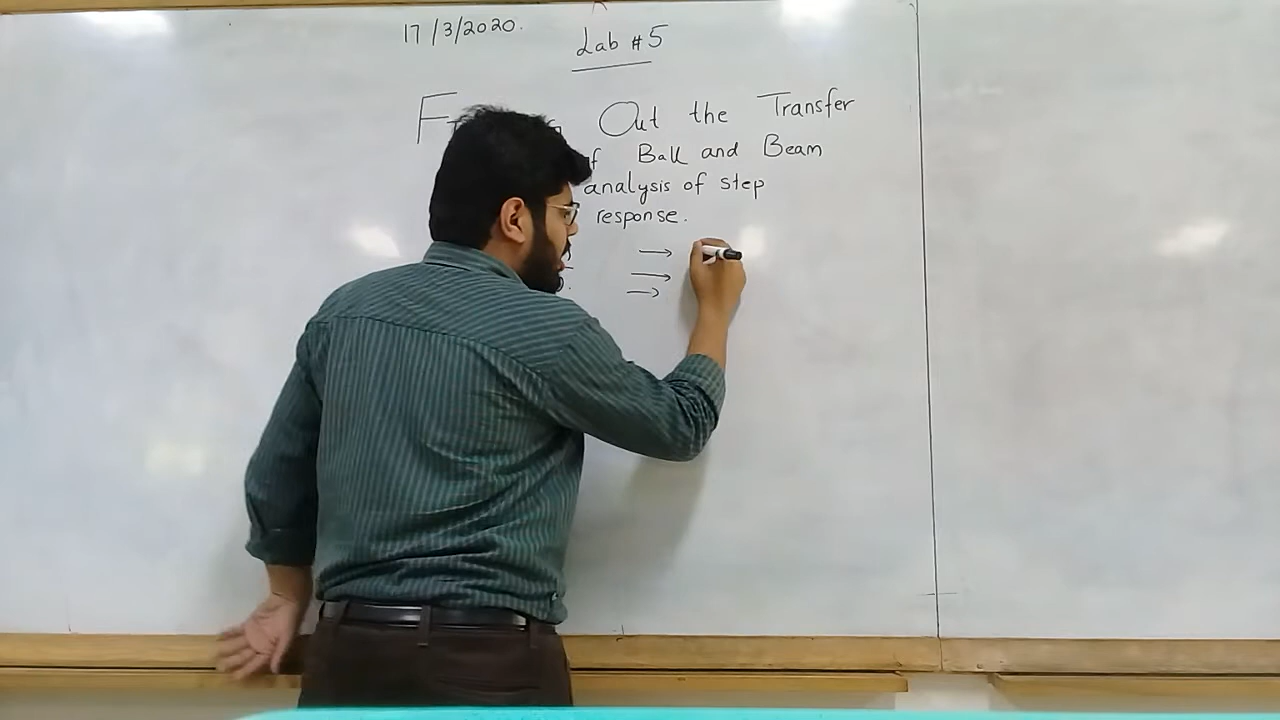 17/3/2020.
Lab #5
Out the Transfer
Ball and Beam
analysis of step
response.
→
→
→